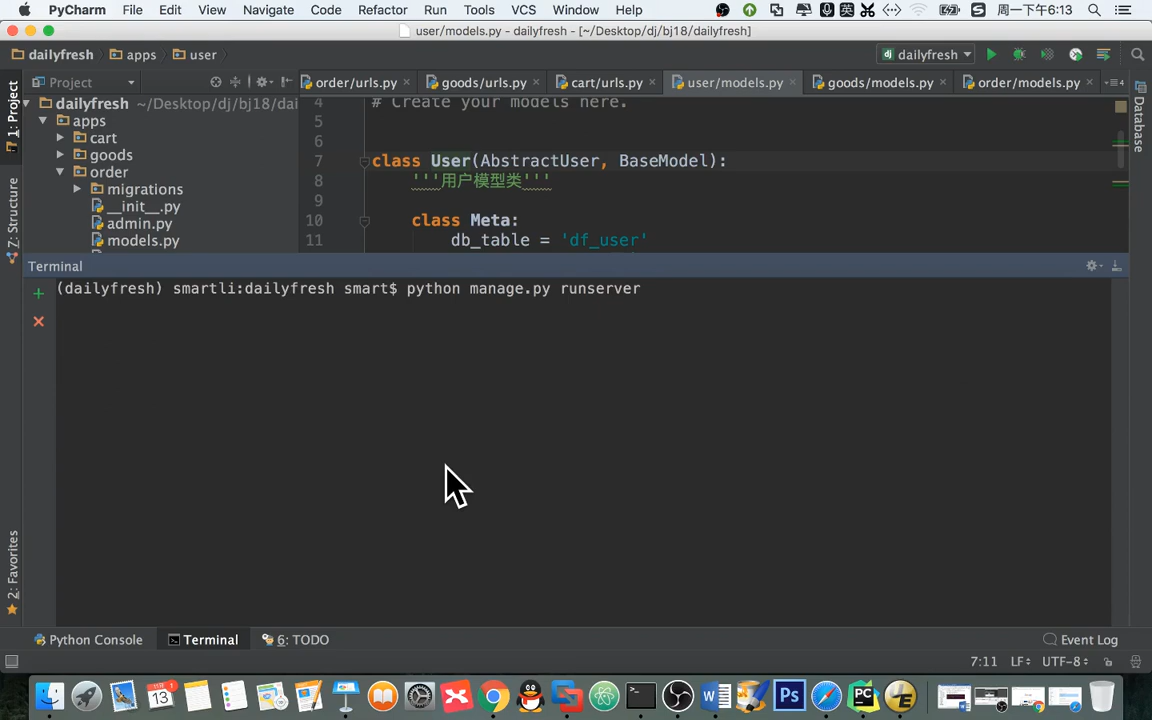 PyCharm File Edit View Navigate Code Refactor Run Tools VCS Window Help 英 周一下午6:13
user/models.py - dailyfresh - [~/Desktop/dj/bj18/dailyfresh]
dailyfresh apps user dj dailyfresh
1: Project
7: Structure
2: Favorites
Database
Project
order/urls.py goods/urls.py cart/urls.py user/models.py goods/models.py order/models.py
dailyfresh ~/Desktop/dj/bj18/dai
apps
cart
goods
order
migrations
__init__.py
admin.py
models.py
4 # Create your models here.
5
6
7 class User(AbstractUser, BaseModel):
8 '''用户模型类'''
9
10 class Meta:
11 db_table = 'df_user'
Terminal
(dailyfresh) smartli:dailyfresh smart$ python manage.py runserver
Python Console Terminal 6: TODO Event Log
7:11 LF UTF-8
13